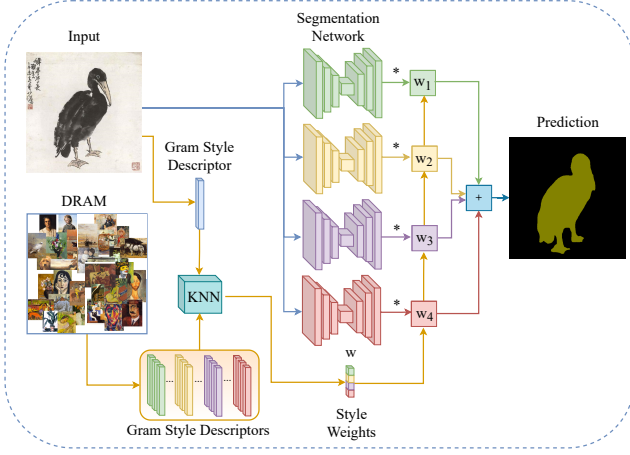 Input
Segmentation
Network
Gram Style
Descriptor
DRAM
KNN
Gram Style Descriptors
...
...
...
*
w1
*
w2
*
w3
*
w4
+
w
Style
Weights
Prediction